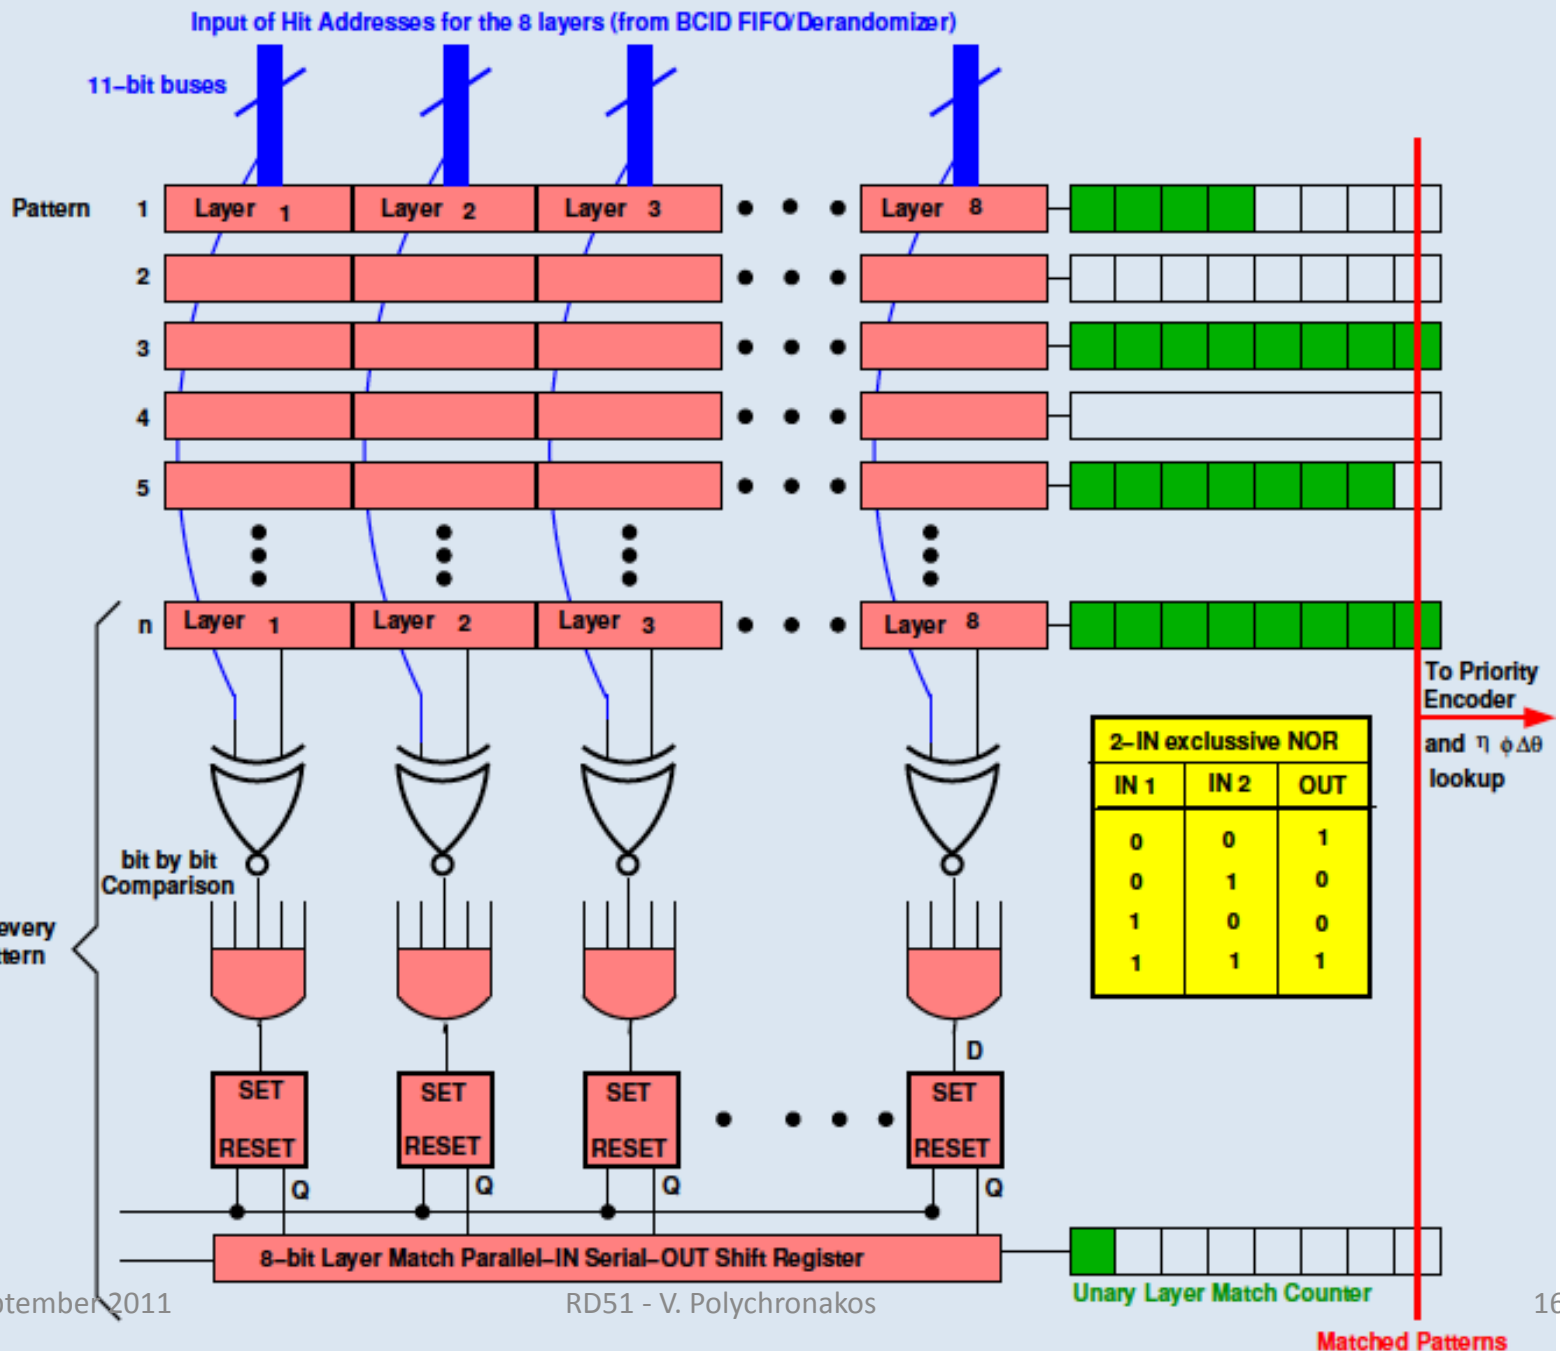 Input of Hit Addresses for the 8 layers (from BCID FIFO/Derandomizer)
11-bit buses
Pattern 1 Layer 1 Layer 2 Layer 3 Layer 8
2
3
4
5
n Layer 1 Layer 2 Layer 3 Layer 8
To Priority
Encoder
and η φ Δθ
lookup
2-IN exclussive NOR
IN 1 IN 2 OUT
0 0 1
0 1 0
1 0 0
1 1 1
bit by bit
Comparison
every
ttern
D
SET SET SET SET
RESET RESET RESET RESET
Q Q Q Q
8-bit Layer Match Parallel-IN Serial-OUT Shift Register
Unary Layer Match Counter
ptember 2011 RD51 - V. Polychronakos 16
Matched Patterns